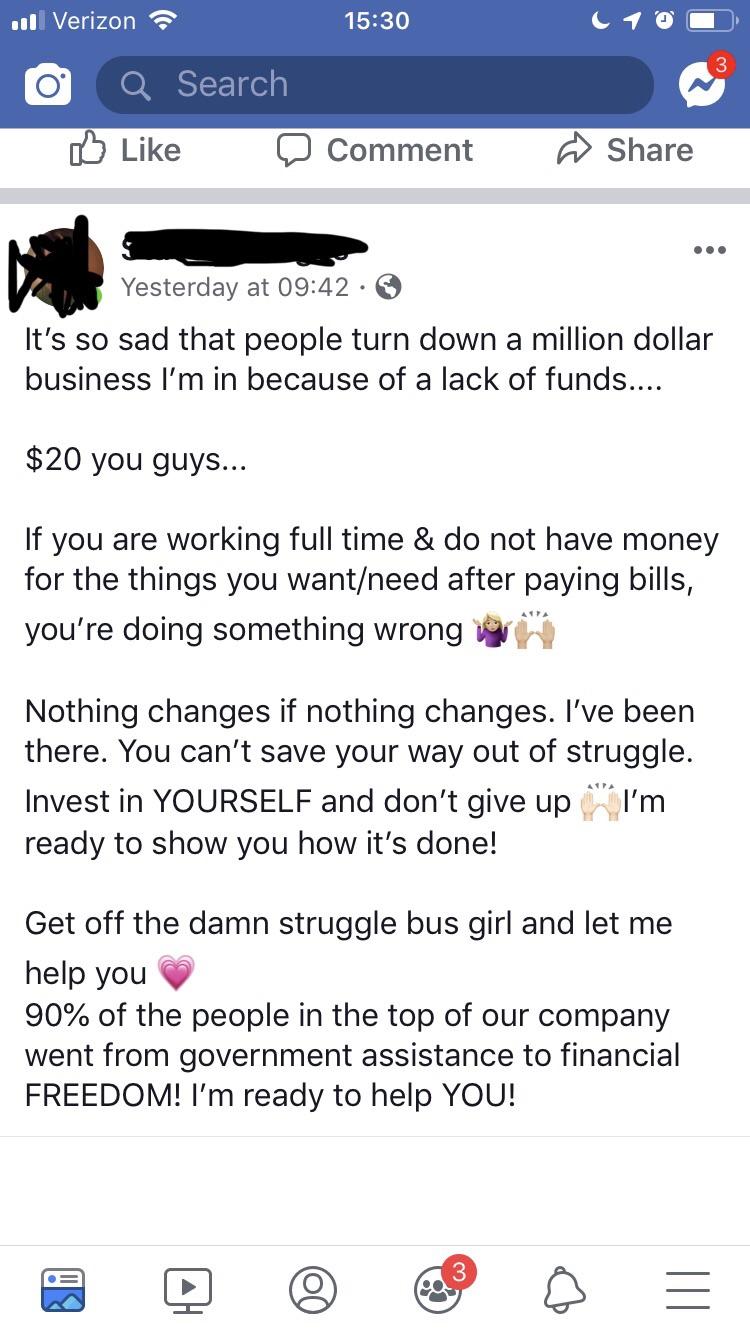 Verizon 15:30
Search
3
Like Comment Share
Yesterday at 09:42 ·
It's so sad that people turn down a million dollar
business I'm in because of a lack of funds....
$20 you guys...
If you are working full time & do not have money
for the things you want/need after paying bills,
you're doing something wrong 🤷🏼‍♀️🙌🏼
Nothing changes if nothing changes. I've been
there. You can't save your way out of struggle.
Invest in YOURSELF and don't give up 🙌🏻I'm
ready to show you how it's done!
Get off the damn struggle bus girl and let me
help you 💗
90% of the people in the top of our company
went from government assistance to financial
FREEDOM! I'm ready to help YOU!
3